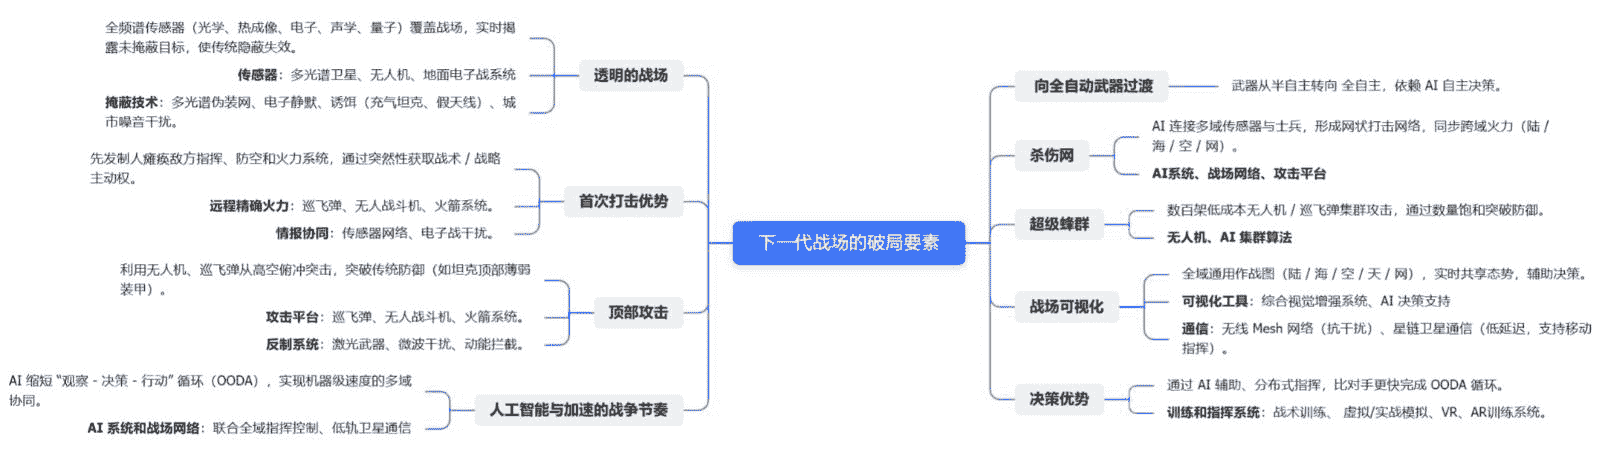 下一代战场的破局要素
透明的战场
全频谱传感器（光学、热成像、电子、声学、量子）覆盖战场，实时揭
露未掩蔽目标，使传统隐蔽失效。
传感器：多光谱卫星、无人机、地面电子战系统
掩蔽技术：多光谱伪装网、电子静默、诱饵（充气坦克、假天线）、城
市噪音干扰。
首次打击优势
先发制人瘫痪敌方指挥、防空和火力系统，通过突然性获取战术 / 战略
主动权。
远程精确火力：巡飞弹、无人战斗机、火箭系统。
情报协同：传感器网络、电子战干扰。
顶部攻击
利用无人机、巡飞弹从高空俯冲突击，突破传统防御（如坦克顶部薄弱
装甲）。
攻击平台：巡飞弹、无人战斗机、火箭系统。
反制系统：激光武器、微波干扰、动能拦截。
人工智能与加速的战争节奏
AI 缩短 “观察 - 决策 - 行动” 循环（OODA），实现机器级速度的多域
协同。
AI 系统和战场网络：联合全域指挥控制、低轨卫星通信
向全自动武器过渡
武器从半自主转向 全自主，依赖 AI 自主决策。
杀伤网
AI 连接多域传感器与士兵，形成网状打击网络，同步跨域火力（陆 /
海 / 空 / 网）。
AI系统、战场网络、攻击平台
超级蜂群
数百架低成本无人机 / 巡飞弹集群攻击，通过数量饱和突破防御。
无人机、AI 集群算法
战场可视化
全域通用作战图（陆 / 海 / 空 / 天 / 网），实时共享态势，辅助决策。
可视化工具：综合视觉增强系统、AI 决策支持
通信：无线 Mesh 网络（抗干扰）、星链卫星通信（低延迟，支持移动
指挥）。
决策优势
通过 AI 辅助、分布式指挥，比对手更快完成 OODA 循环。
训练和指挥系统：战术训练、 虚拟/实战模拟、VR、AR训练系统。